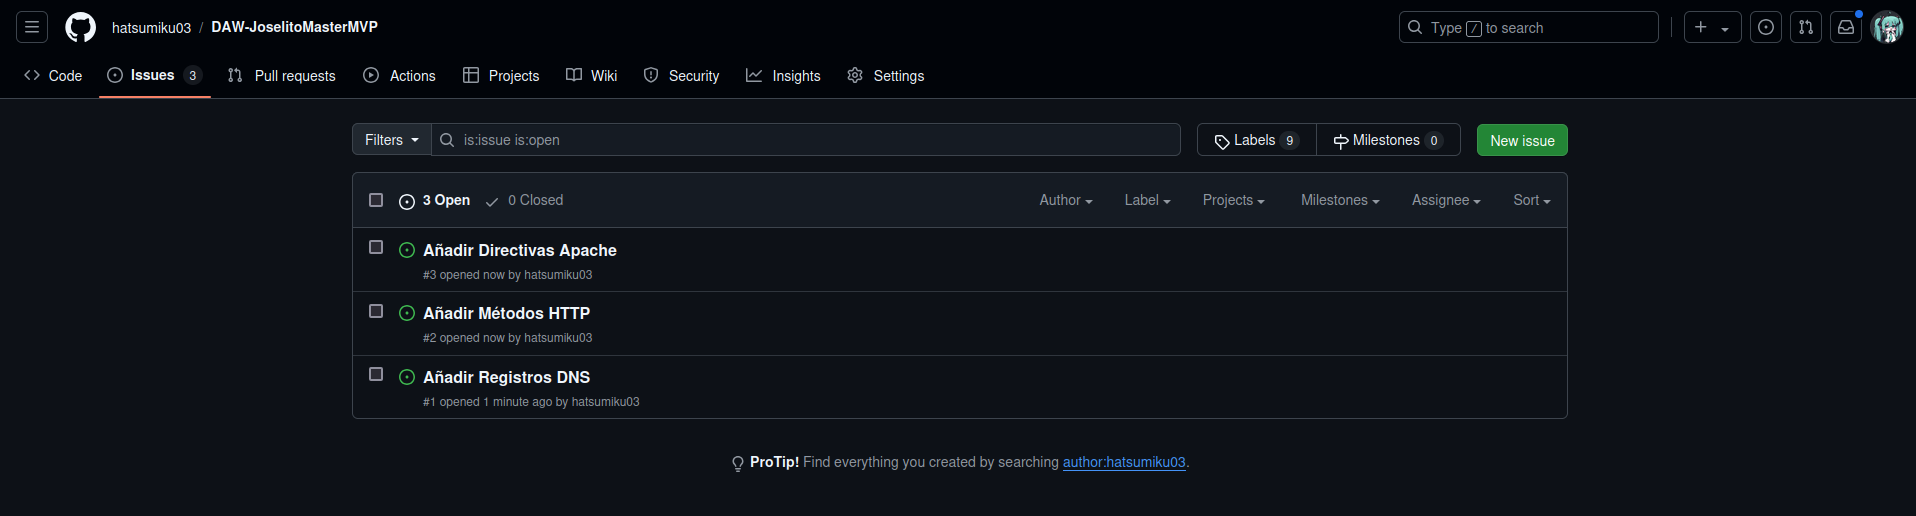 hatsumiku03 / DAW-JoselitoMasterMVP
Type / to search
Code
Issues 3
Pull requests
Actions
Projects
Wiki
Security
Insights
Settings
Filters
is:issue is:open
Labels 9
Milestones 0
New issue
3 Open
0 Closed
Author
Label
Projects
Milestones
Assignee
Sort
Añadir Directivas Apache
#3 opened now by hatsumiku03
Añadir Métodos HTTP
#2 opened now by hatsumiku03
Añadir Registros DNS
#1 opened 1 minute ago by hatsumiku03
ProTip! Find everything you created by searching author:hatsumiku03.